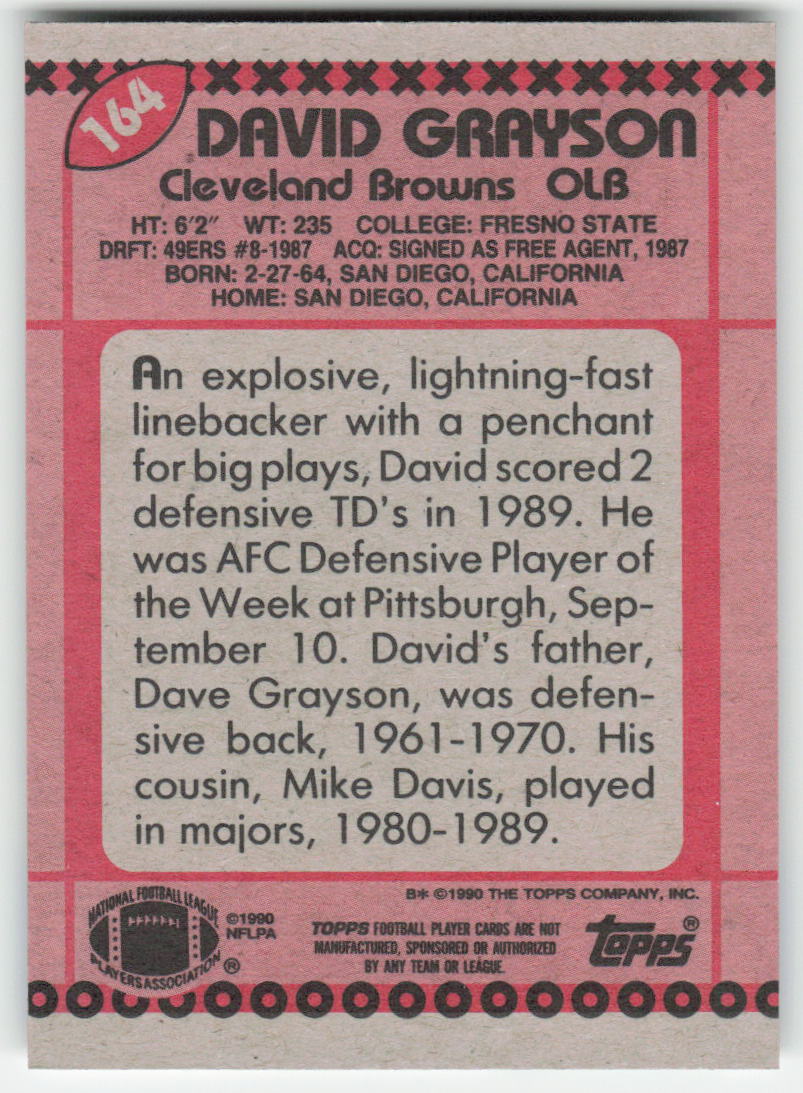 164
DAVID GRAYSON
Cleveland Browns OLB
HT: 6'2" WT: 235 COLLEGE: FRESNO STATE
DRFT: 49ERS #8-1987 ACQ: SIGNED AS FREE AGENT, 1987
BORN: 2-27-64, SAN DIEGO, CALIFORNIA
HOME: SAN DIEGO, CALIFORNIA
An explosive, lightning-fast
linebacker with a penchant
for big plays, David scored 2
defensive TD's in 1989. He
was AFC Defensive Player of
the Week at Pittsburgh, Sep-
tember 10. David's father,
Dave Grayson, was defen-
sive back, 1961-1970. His
cousin, Mike Davis, played
in majors, 1980-1989.
B* ©1990 THE TOPPS COMPANY, INC.
NATIONAL FOOTBALL LEAGUE
PLAYERS ASSOCIATION ®
©1990
NFLPA
TOPPS FOOTBALL PLAYER CARDS ARE NOT
MANUFACTURED, SPONSORED OR AUTHORIZED
BY ANY TEAM OR LEAGUE.
topps®